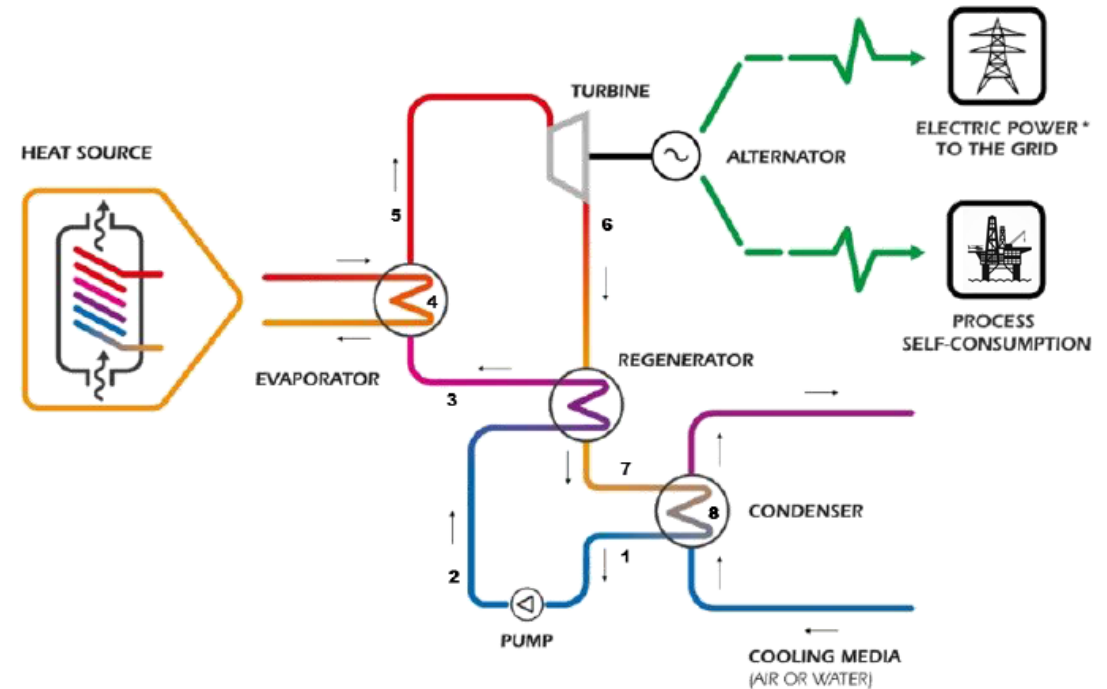 TURBINE
HEAT SOURCE
ALTERNATOR
ELECTRIC POWER *
TO THE GRID
5
6
4
PROCESS
SELF-CONSUMPTION
REGENERATOR
EVAPORATOR
3
7
8
CONDENSER
1
2
PUMP
COOLING MEDIA
(AIR OR WATER)